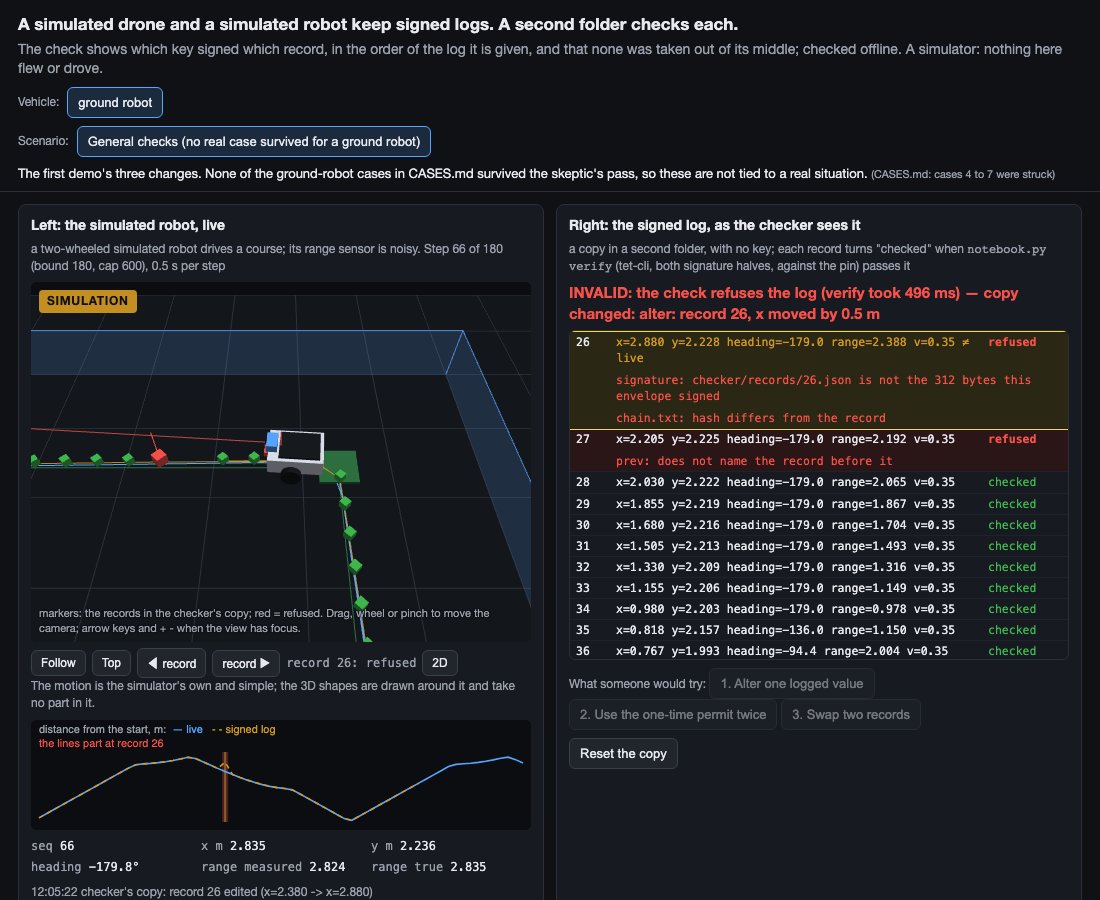 A simulated drone and a simulated robot keep signed logs. A second folder checks each.
The check shows which key signed which record, in the order of the log it is given, and that none was taken out of its middle; checked offline. A simulator: nothing here
flew or drove.
Vehicle: ground robot
Scenario: General checks (no real case survived for a ground robot)
The first demo's three changes. None of the ground-robot cases in CASES.md survived the skeptic's pass, so these are not tied to a real situation. (CASES.md: cases 4 to 7 were struck)
Left: the simulated robot, live
a two-wheeled simulated robot drives a course; its range sensor is noisy. Step 66 of 180
(bound 180, cap 600), 0.5 s per step
SIMULATION
markers: the records in the checker's copy; red = refused. Drag, wheel or pinch to move the
camera; arrow keys and + - when the view has focus.
Follow Top ◀ record record ▶ record 26: refused 2D
The motion is the simulator's own and simple; the 3D shapes are drawn around it and take
no part in it.
distance from the start, m: — live - - signed log
the lines part at record 26
seq 66 x m 2.835 y m 2.236
heading −179.8° range measured 2.824 range true 2.835
12:05:22 checker's copy: record 26 edited (x=2.380 -> x=2.880)
Right: the signed log, as the checker sees it
a copy in a second folder, with no key; each record turns "checked" when notebook.py
verify (tet-cli, both signature halves, against the pin) passes it
INVALID: the check refuses the log (verify took 496 ms) — copy
changed: alter: record 26, x moved by 0.5 m
26 x=2.880 y=2.228 heading=−179.0 range=2.388 v=0.35 ≠ refused
live
signature: checker/records/26.json is not the 312 bytes this
envelope signed
chain.txt: hash differs from the record
27 x=2.205 y=2.225 heading=−179.0 range=2.192 v=0.35 refused
prev: does not name the record before it
28 x=2.030 y=2.222 heading=−179.0 range=2.065 v=0.35 checked
29 x=1.855 y=2.219 heading=−179.0 range=1.867 v=0.35 checked
30 x=1.680 y=2.216 heading=−179.0 range=1.704 v=0.35 checked
31 x=1.505 y=2.213 heading=−179.0 range=1.493 v=0.35 checked
32 x=1.330 y=2.209 heading=−179.0 range=1.316 v=0.35 checked
33 x=1.155 y=2.206 heading=−179.0 range=1.149 v=0.35 checked
34 x=0.980 y=2.203 heading=−179.0 range=0.978 v=0.35 checked
35 x=0.818 y=2.157 heading=−136.0 range=1.150 v=0.35 checked
36 x=0.767 y=1.993 heading=−94.4 range=2.004 v=0.35 checked
What someone would try: 1. Alter one logged value
2. Use the one-time permit twice 3. Swap two records
Reset the copy